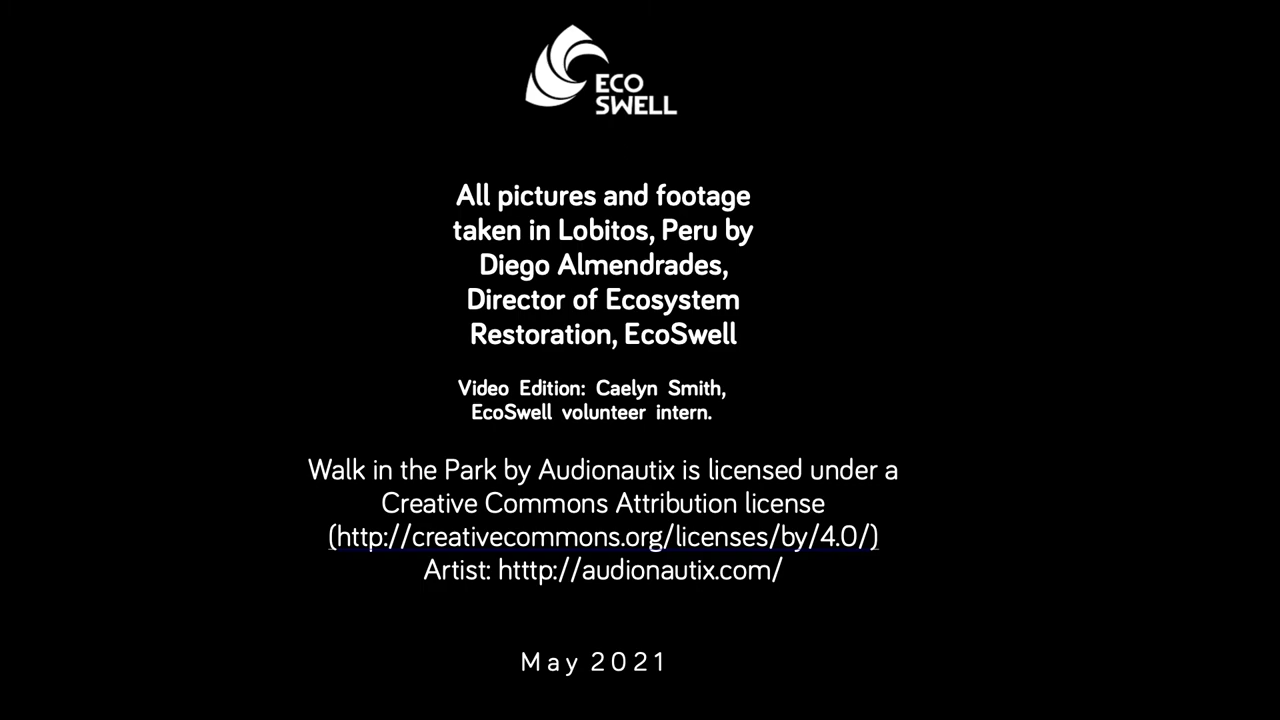 ECO
SWELL
All pictures and footage
taken in Lobitos, Peru by
Diego Almendrades,
Director of Ecosystem
Restoration, EcoSwell
Video Edition: Caelyn Smith,
EcoSwell volunteer intern.
Walk in the Park by Audionautix is licensed under a
Creative Commons Attribution license
(http://creativecommons.org/licenses/by/4.0/)
Artist: htttp://audionautix.com/
May 2021